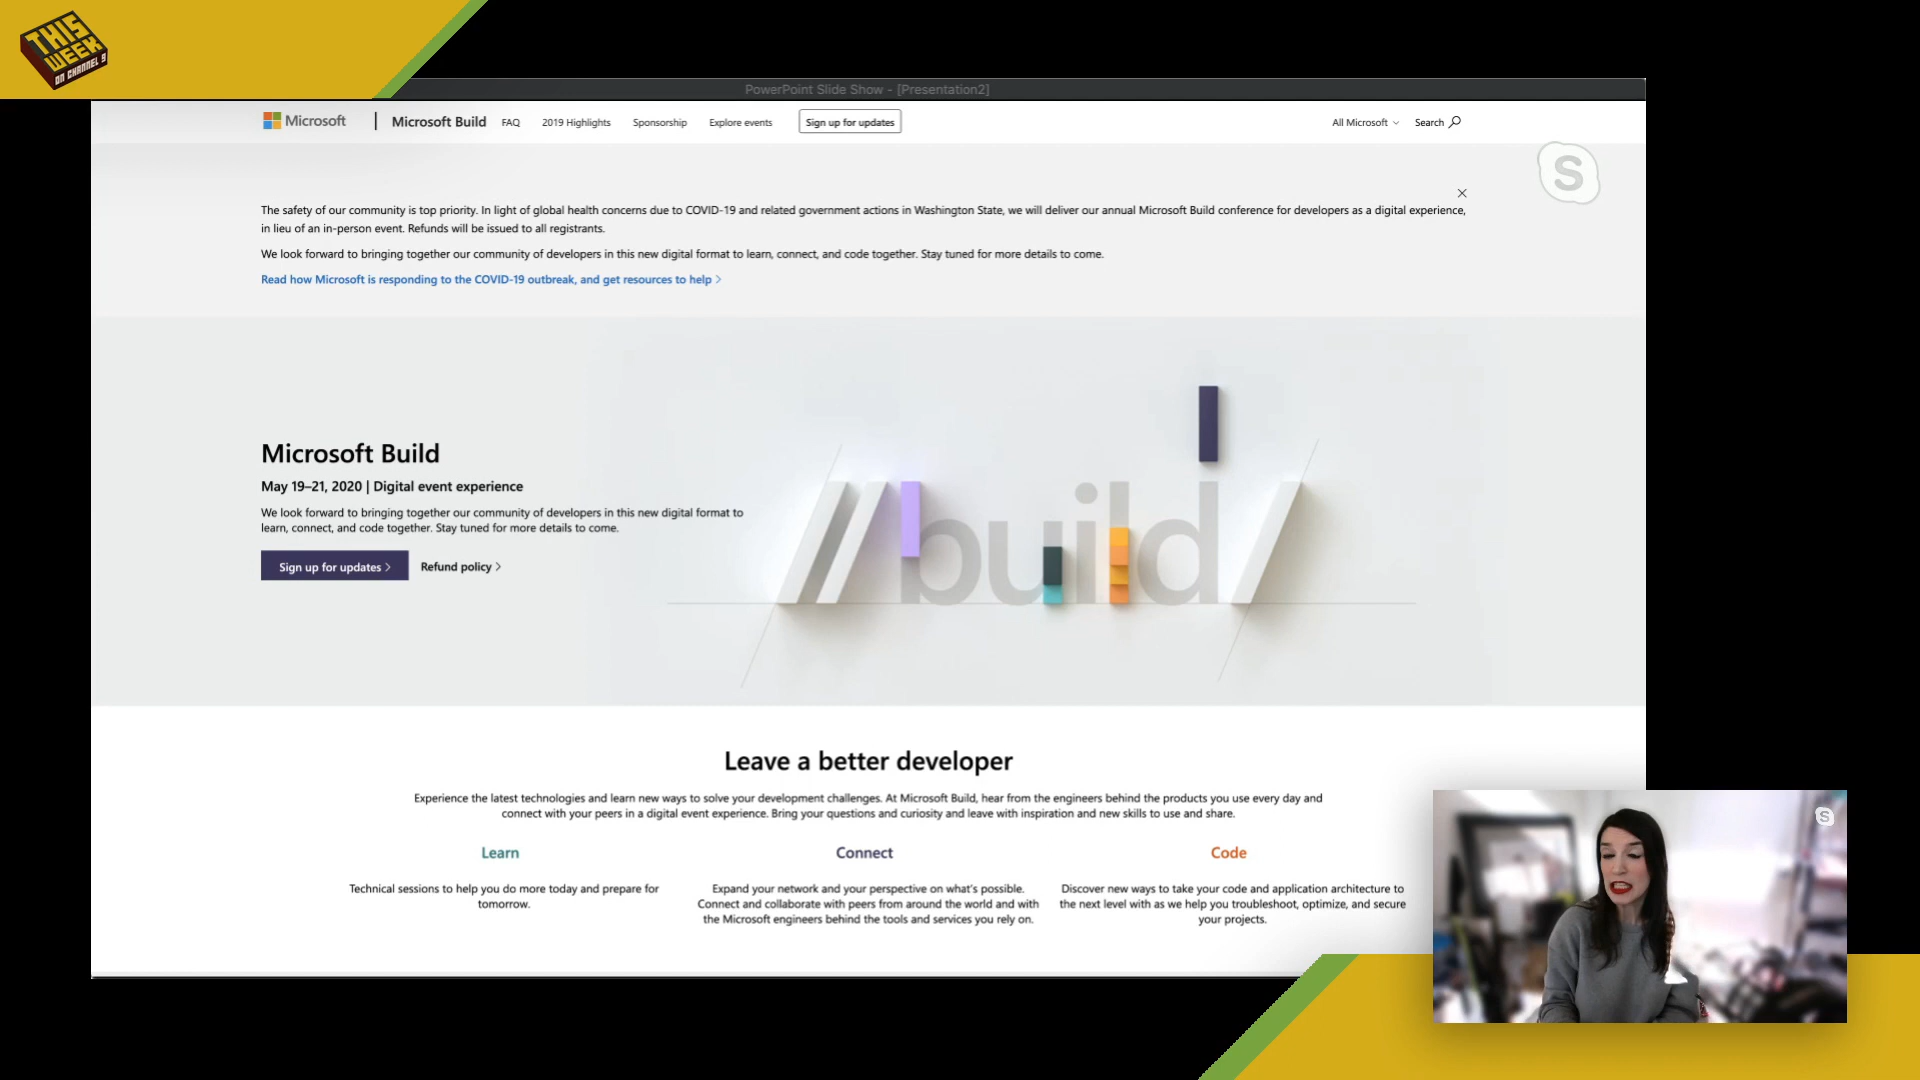 THIS
WEEK
ON CHANNEL 9
PowerPoint Slide Show - [Presentation2]
Microsoft | Microsoft Build FAQ 2019 Highlights Sponsorship Explore events Sign up for updates All Microsoft Search
S
The safety of our community is top priority. In light of global health concerns due to COVID-19 and related government actions in Washington State, we will deliver our annual Microsoft Build conference for developers as a digital experience,
in lieu of an in-person event. Refunds will be issued to all registrants.
We look forward to bringing together our community of developers in this new digital format to learn, connect, and code together. Stay tuned for more details to come.
Read how Microsoft is responding to the COVID-19 outbreak, and get resources to help >
Microsoft Build
May 19–21, 2020 | Digital event experience
We look forward to bringing together our community of developers in this new digital format to
learn, connect, and code together. Stay tuned for more details to come.
Sign up for updates > Refund policy >
//build/
Leave a better developer
Experience the latest technologies and learn new ways to solve your development challenges. At Microsoft Build, hear from the engineers behind the products you use every day and
connect with your peers in a digital event experience. Bring your questions and curiosity and leave with inspiration and new skills to use and share.
Learn
Technical sessions to help you do more today and prepare for
tomorrow.
Connect
Expand your network and your perspective on what's possible.
Connect and collaborate with peers from around the world and with
the Microsoft engineers behind the tools and services you rely on.
Code
Discover new ways to take your code and application architecture to
the next level with as we help you troubleshoot, optimize, and secure
your projects.
S